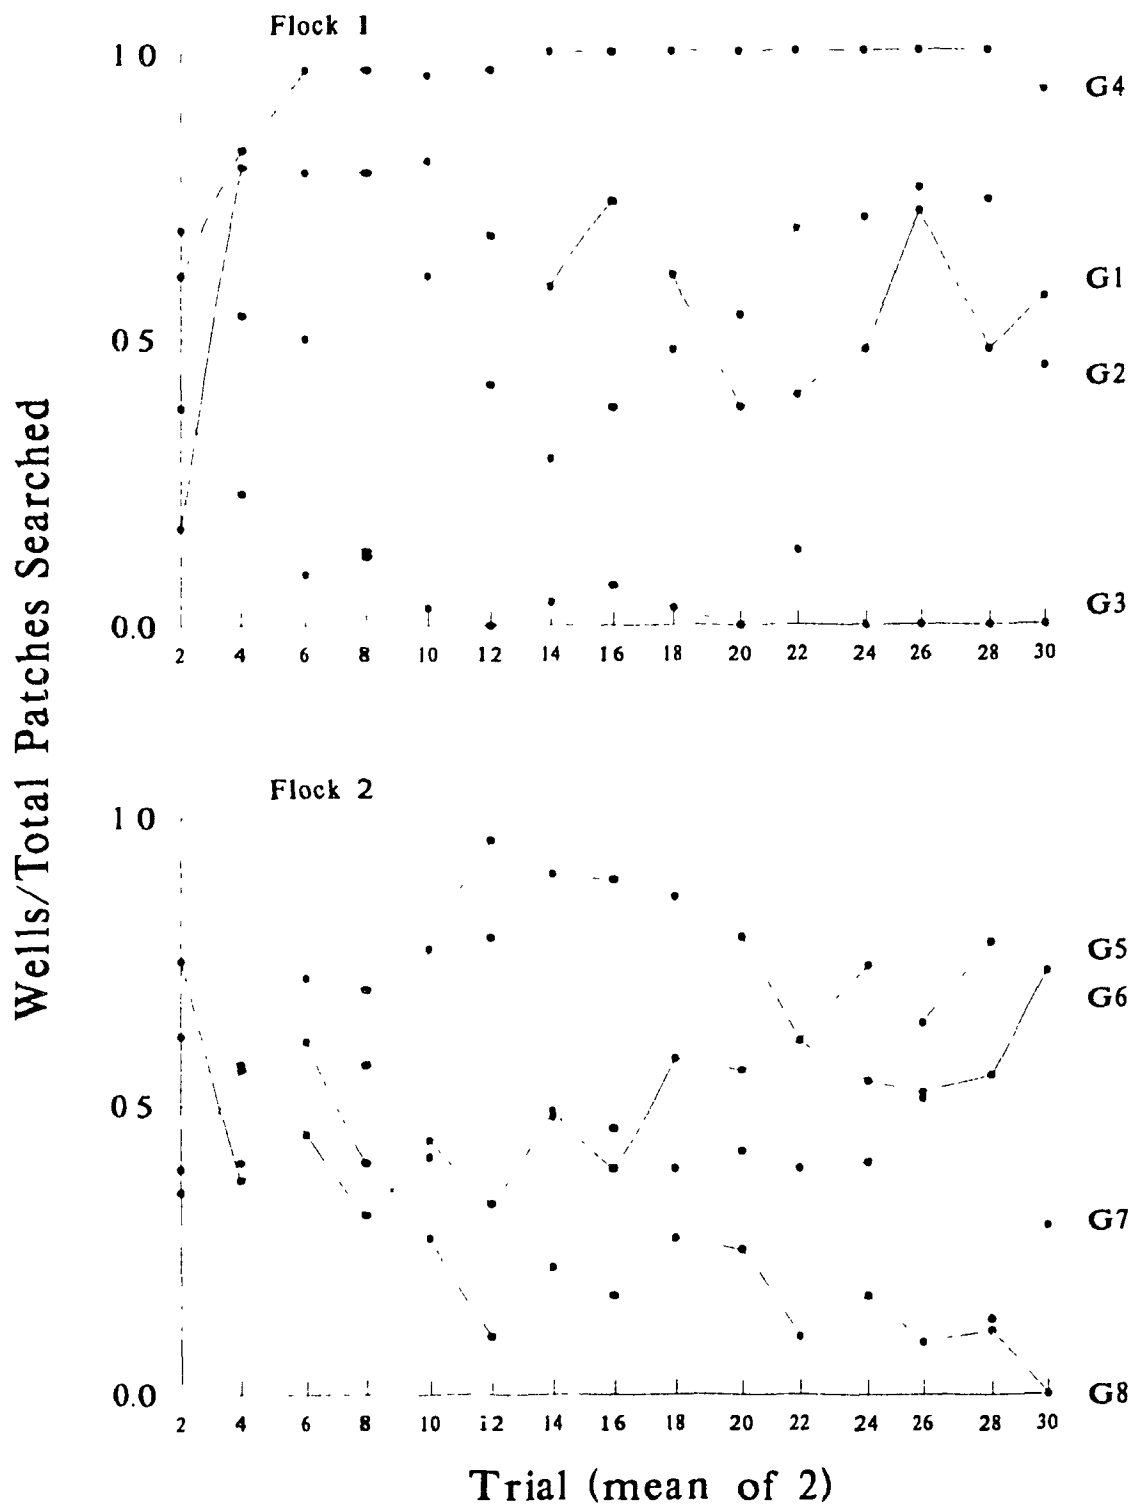 Flock 1
1 0
0 5
0.0
G4
G1
G2
G3
2 4 6 8 10 12 14 16 18 20 22 24 26 28 30
Wells/Total Patches Searched
Flock 2
1 0
0 5
0.0
G5
G6
G7
G8
2 4 6 8 10 12 14 16 18 20 22 24 26 28 30
Trial (mean of 2)